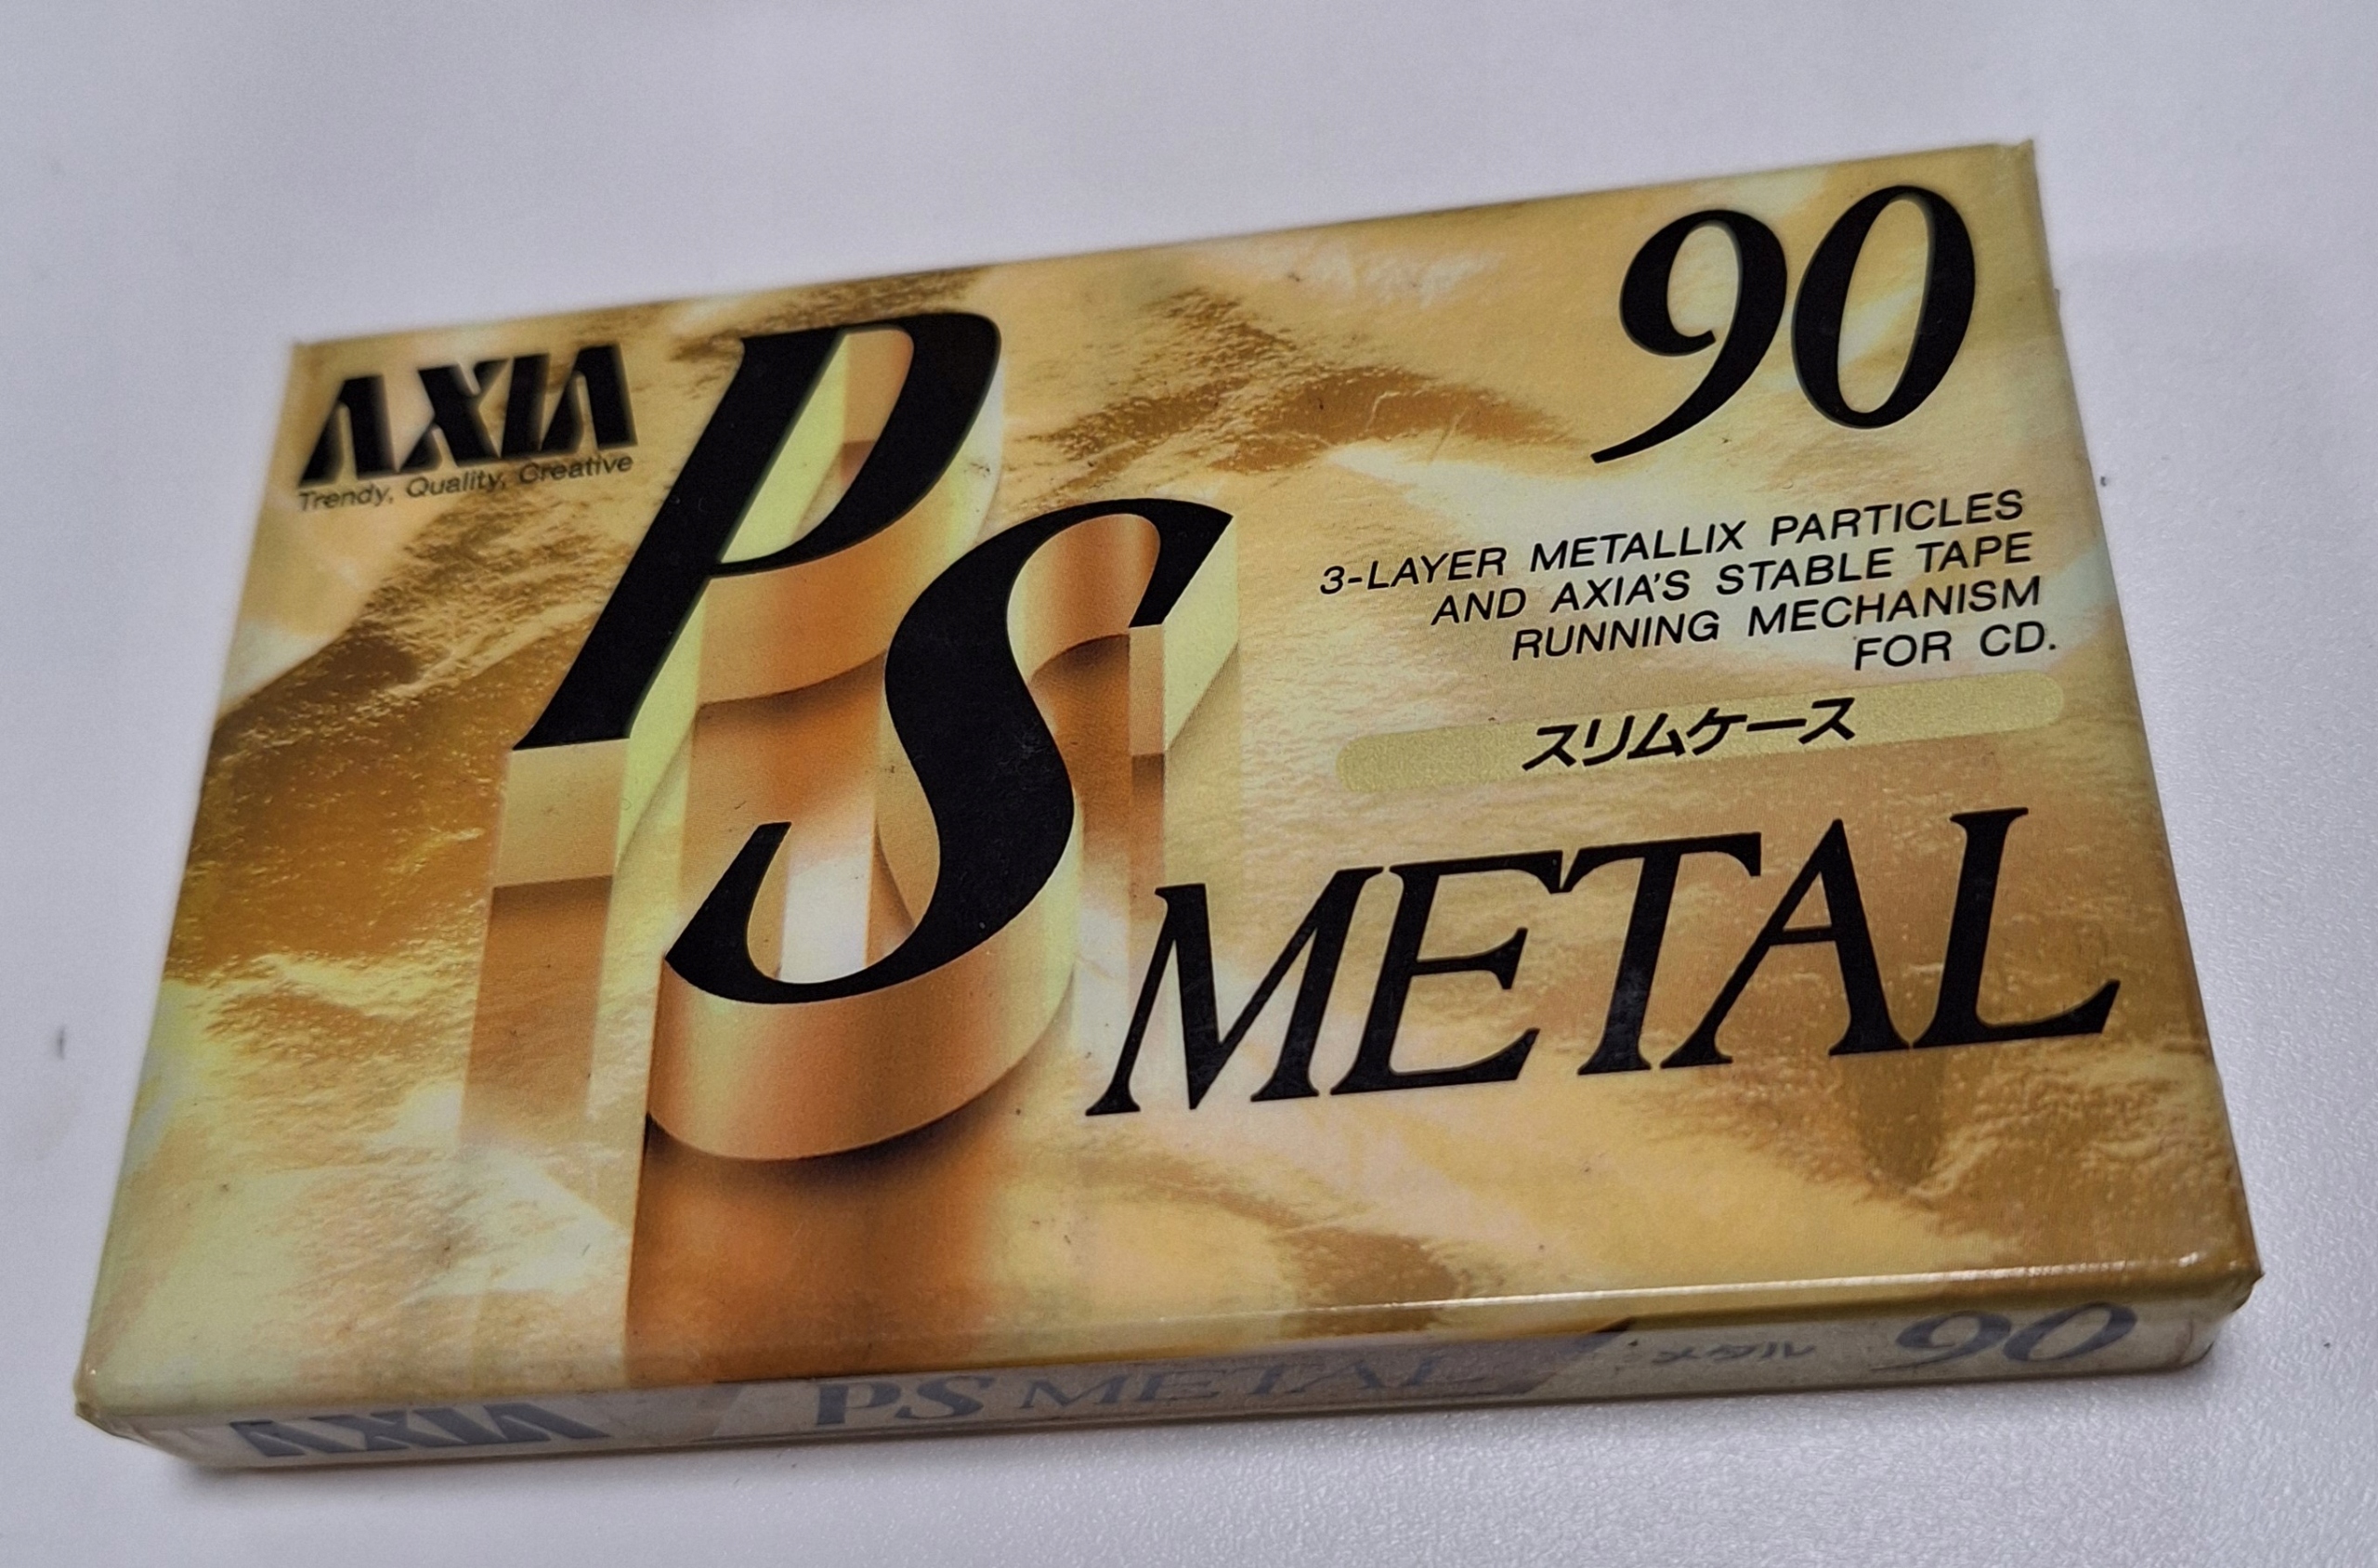 AXIA
Trendy, Quality, Creative
PS
METAL
90
3-LAYER METALLIX PARTICLES
AND AXIA'S STABLE TAPE
RUNNING MECHANISM
FOR CD.
スリムケース
AXIA PS METAL メタル 90